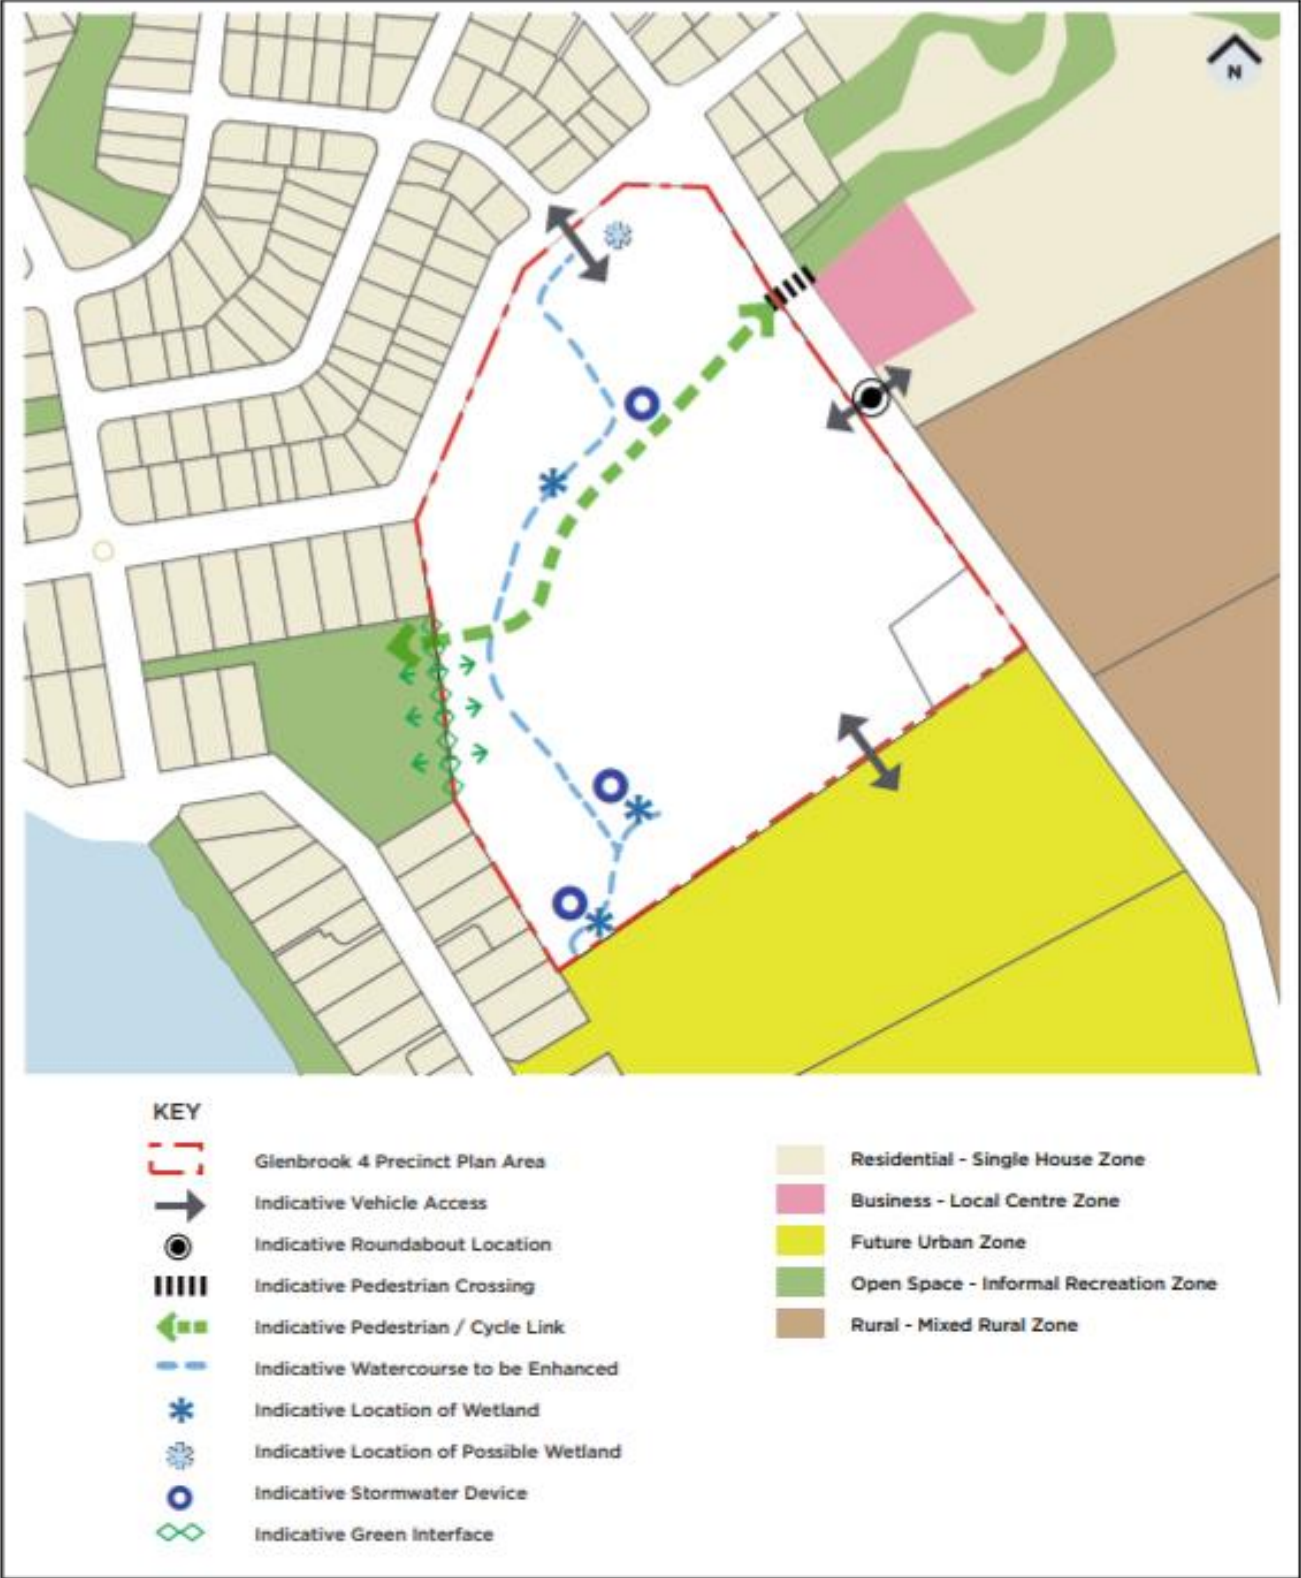 N
KEY
Glenbrook 4 Precinct Plan Area
Indicative Vehicle Access
Indicative Roundabout Location
Indicative Pedestrian Crossing
Indicative Pedestrian / Cycle Link
Indicative Watercourse to be Enhanced
Indicative Location of Wetland
Indicative Location of Possible Wetland
Indicative Stormwater Device
Indicative Green Interface
Residential - Single House Zone
Business - Local Centre Zone
Future Urban Zone
Open Space - Informal Recreation Zone
Rural - Mixed Rural Zone